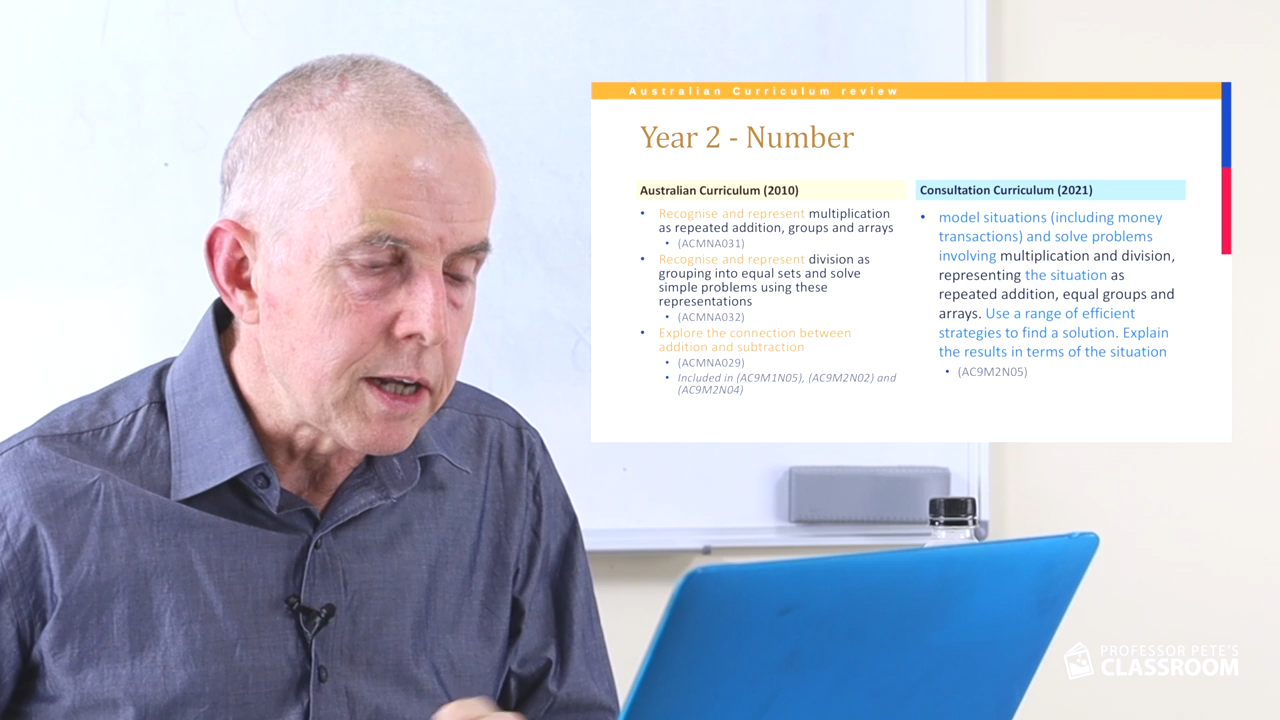 Australian Curriculum review
Year 2 - Number
Australian Curriculum (2010)
• Recognise and represent multiplication
as repeated addition, groups and arrays
• (ACMNA031)
• Recognise and represent division as
grouping into equal sets and solve
simple problems using these
representations
• (ACMNA032)
• Explore the connection between
addition and subtraction
• (ACMNA029)
• Included in (AC9M1N05), (AC9M2N02) and
(AC9M2N04)
Consultation Curriculum (2021)
• model situations (including money
transactions) and solve problems
involving multiplication and division,
representing the situation as
repeated addition, equal groups and
arrays. Use a range of efficient
strategies to find a solution. Explain
the results in terms of the situation
• (AC9M2N05)
PROFESSOR PETE'S
CLASSROOM